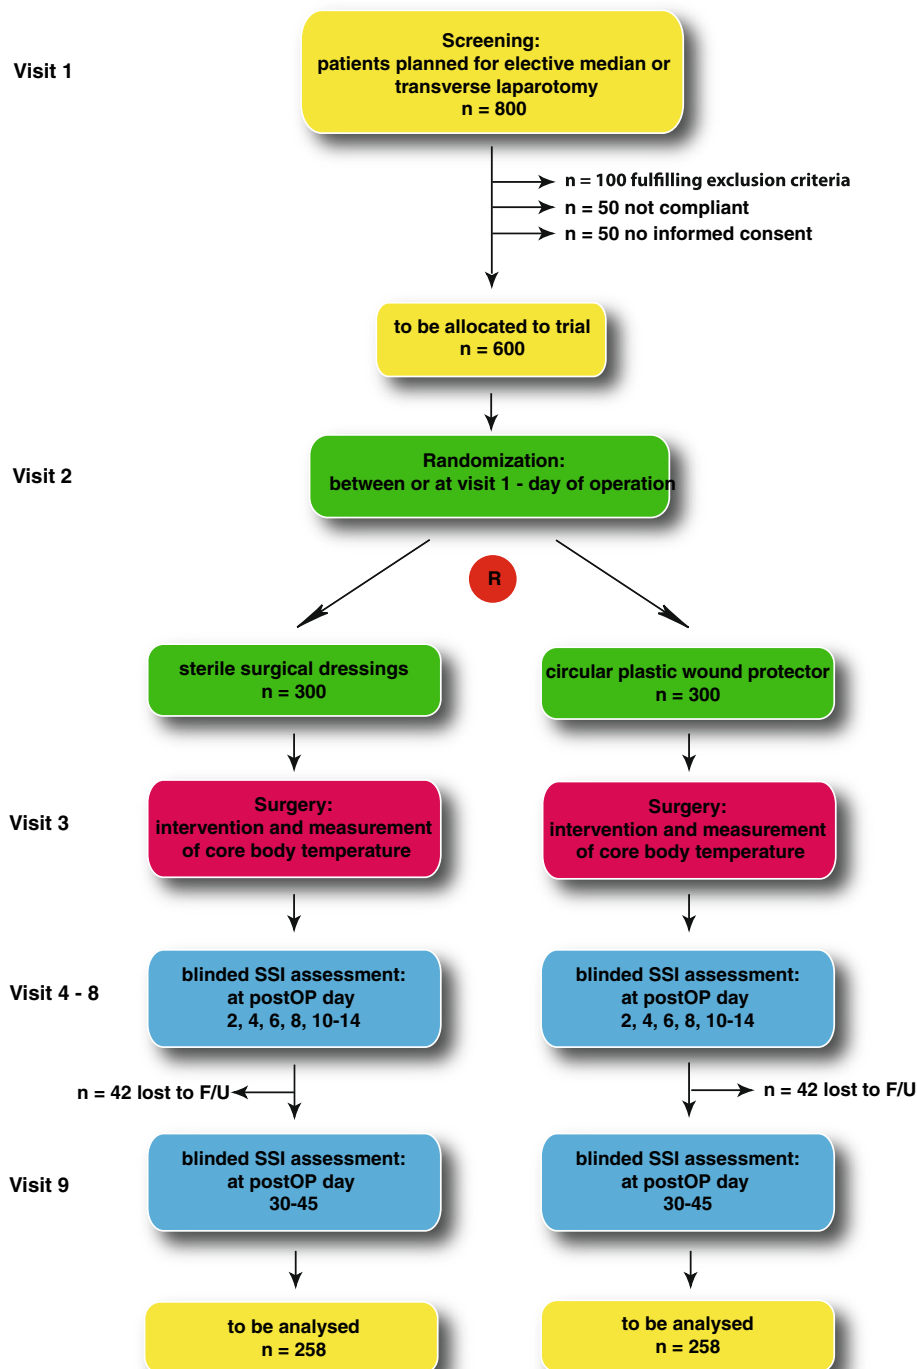 Visit 1
Screening:
patients planned for elective median or
transverse laparotomy
n = 800
n = 100 fulfilling exclusion criteria
n = 50 not compliant
n = 50 no informed consent
to be allocated to trial
n = 600
Visit 2
Randomization:
between or at visit 1 - day of operation
R
sterile surgical dressings
n = 300
circular plastic wound protector
n = 300
Visit 3
Surgery:
intervention and measurement
of core body temperature
Surgery:
intervention and measurement
of core body temperature
Visit 4 - 8
blinded SSI assessment:
at postOP day
2, 4, 6, 8, 10-14
blinded SSI assessment:
at postOP day
2, 4, 6, 8, 10-14
n = 42 lost to F/U
n = 42 lost to F/U
Visit 9
blinded SSI assessment:
at postOP day
30-45
blinded SSI assessment:
at postOP day
30-45
to be analysed
n = 258
to be analysed
n = 258